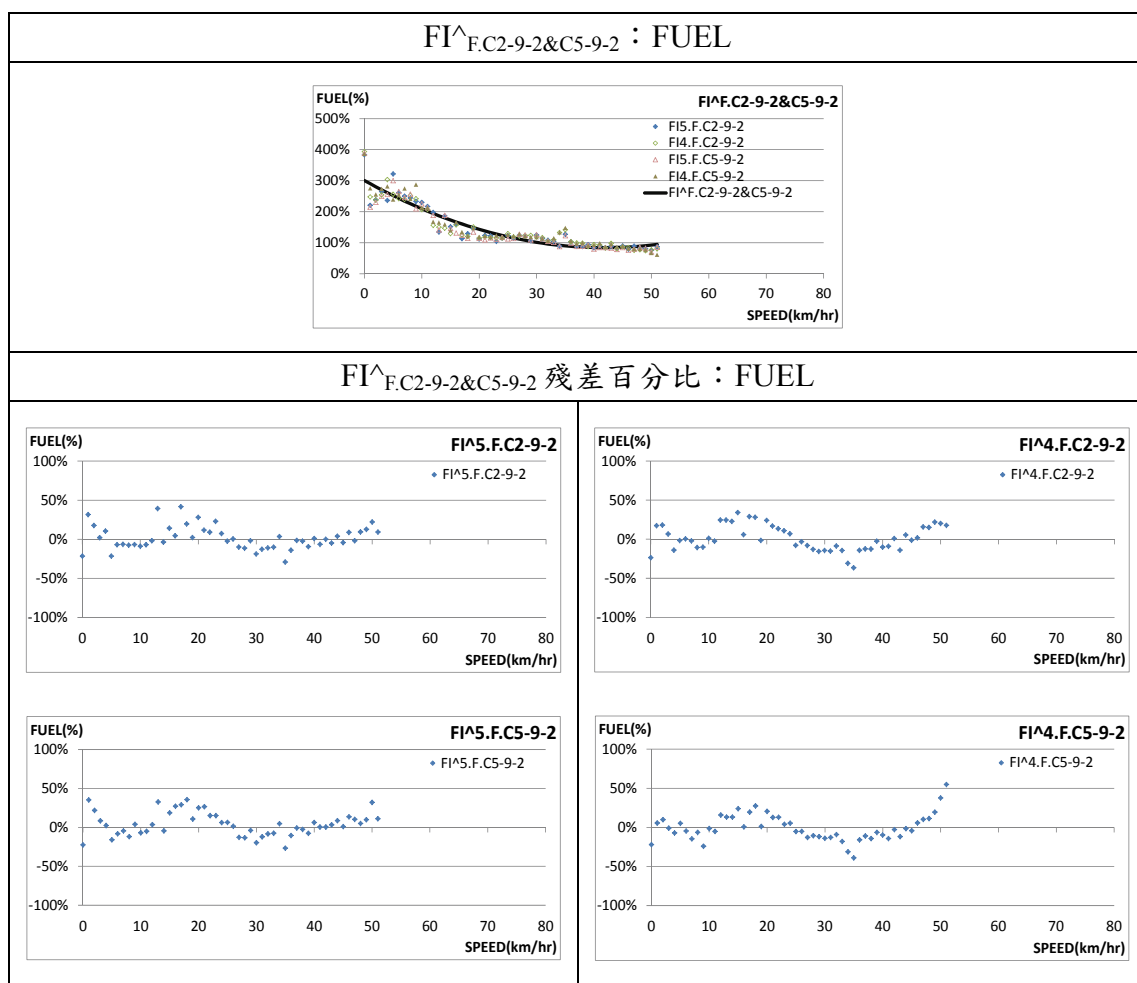 FI^F.C2-9-2&C5-9-2：FUEL
FUEL(%)
FI^F.C2-9-2&C5-9-2
500%
400%
300%
200%
100%
0%
FI5.F.C2-9-2
FI4.F.C2-9-2
FI5.F.C5-9-2
FI4.F.C5-9-2
FI^F.C2-9-2&C5-9-2
0 10 20 30 40 50 60 70 80
SPEED(km/hr)
FI^F.C2-9-2&C5-9-2 殘差百分比：FUEL
FUEL(%)
FI^5.F.C2-9-2
FI^5.F.C2-9-2
100%
50%
0%
-50%
-100%
0 10 20 30 40 50 60 70 80
SPEED(km/hr)
FUEL(%)
FI^4.F.C2-9-2
FI^4.F.C2-9-2
100%
50%
0%
-50%
-100%
0 10 20 30 40 50 60 70 80
SPEED(km/hr)
FUEL(%)
FI^5.F.C5-9-2
FI^5.F.C5-9-2
100%
50%
0%
-50%
-100%
0 10 20 30 40 50 60 70 80
SPEED(km/hr)
FUEL(%)
FI^4.F.C5-9-2
FI^4.F.C5-9-2
100%
50%
0%
-50%
-100%
0 10 20 30 40 50 60 70 80
SPEED(km/hr)